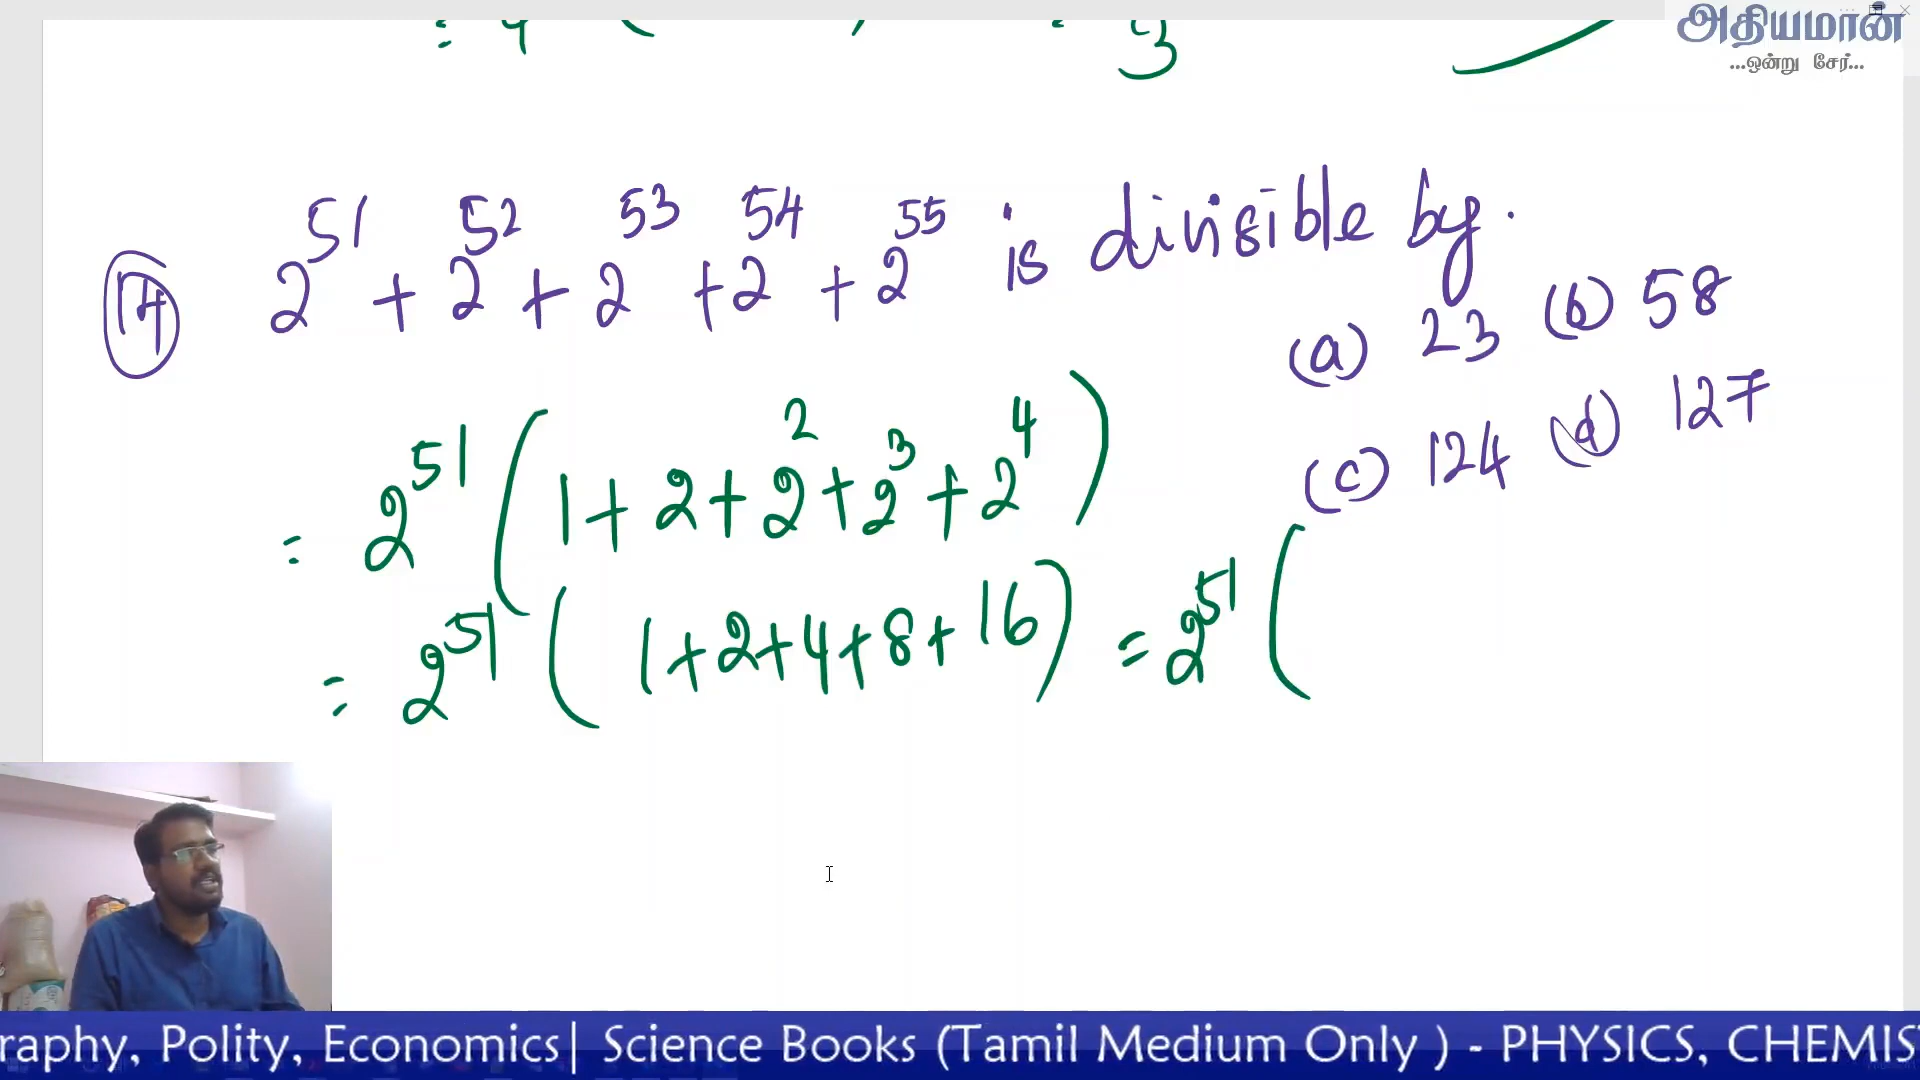 அதியமான்
...ஒன்று சேர்...
(14) 2^51 + 2^52 + 2^53 + 2^54 + 2^55 is divisible by.
(a) 23 (b) 58
(c) 124 (d) 127
= 2^51 (1+2+2^2+2^3+2^4)
= 2^51 (1+2+4+8+16) = 2^51 (
raphy, Polity, Economics| Science Books (Tamil Medium Only ) - PHYSICS, CHEMIS